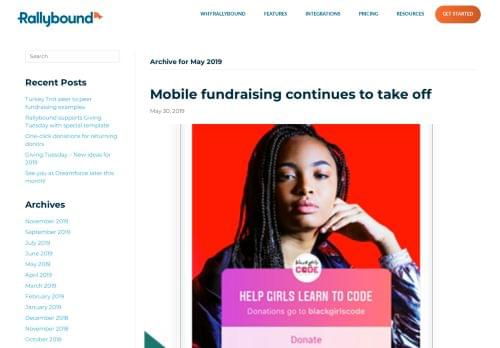 Rallybound
WHY RALLYBOUND
FEATURES
INTEGRATIONS
PRICING
RESOURCES
GET STARTED
Search
Recent Posts
Turkey Trot peer to peer
fundraising examples
Rallybound supports Giving
Tuesday with special template
One-click donations for returning
donors
Giving Tuesday – New ideas for
2019
See you at Dreamforce later this
month!
Archives
November 2019
September 2019
July 2019
June 2019
May 2019
April 2019
March 2019
February 2019
January 2019
December 2018
November 2018
October 2018
Archive for May 2019
Mobile fundraising continues to take off
May 30, 2019
black girls
CODE
HELP GIRLS LEARN TO CODE
Donations go to blackgirlscode
Donate